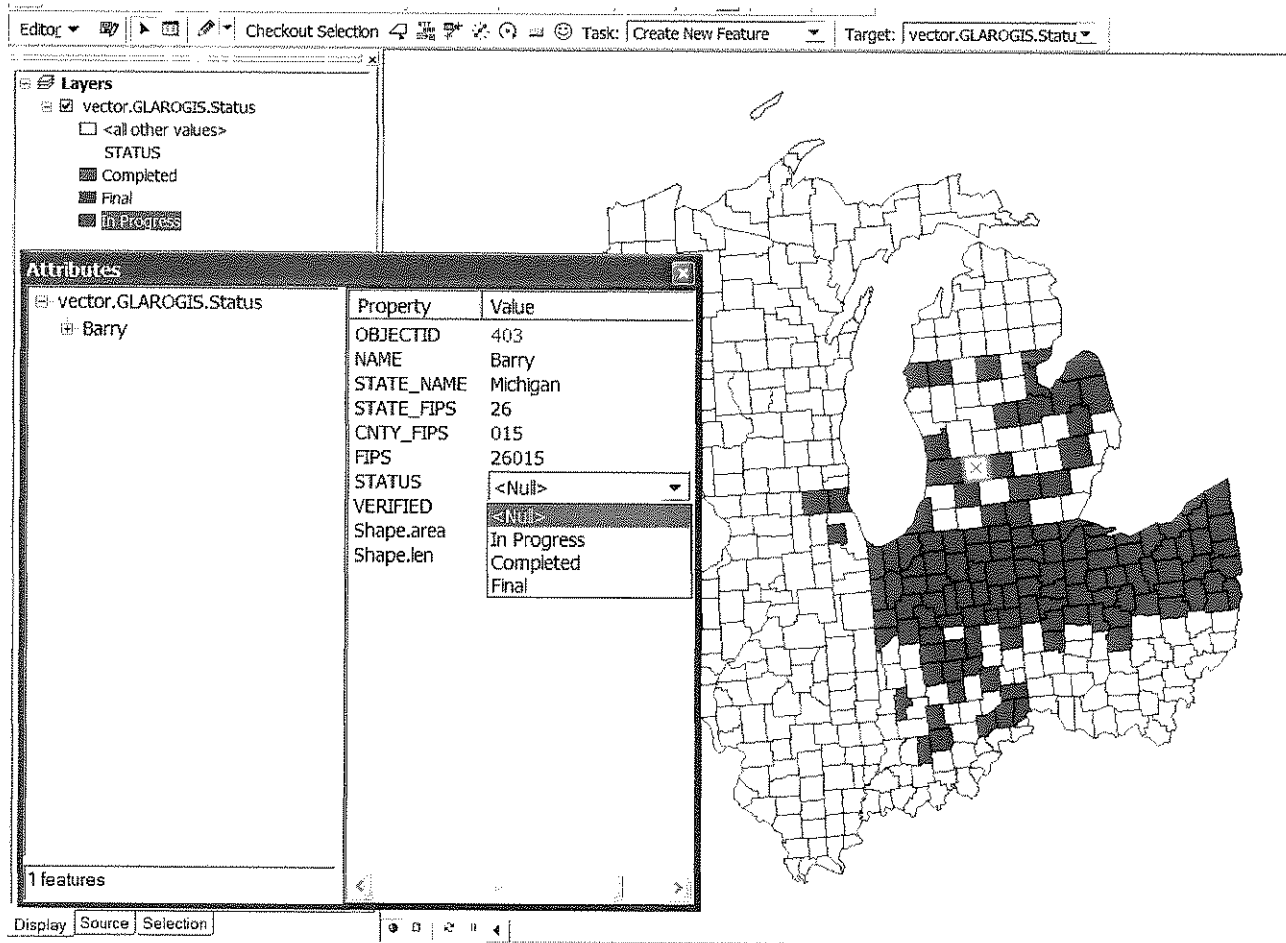 Editor Checkout Selection Task: Create New Feature Target: vector.GLAROGIS.Statu
Layers
vector.GLAROGIS.Status
<all other values>
STATUS
Completed
Final
In Progress
Attributes
vector.GLAROGIS.Status
Barry
Property Value
OBJECTID 403
NAME Barry
STATE_NAME Michigan
STATE_FIPS 26
CNTY_FIPS 015
FIPS 26015
STATUS <Null>
VERIFIED <Null>
Shape.area In Progress
Shape.len Completed
Final
1 features
Display Source Selection